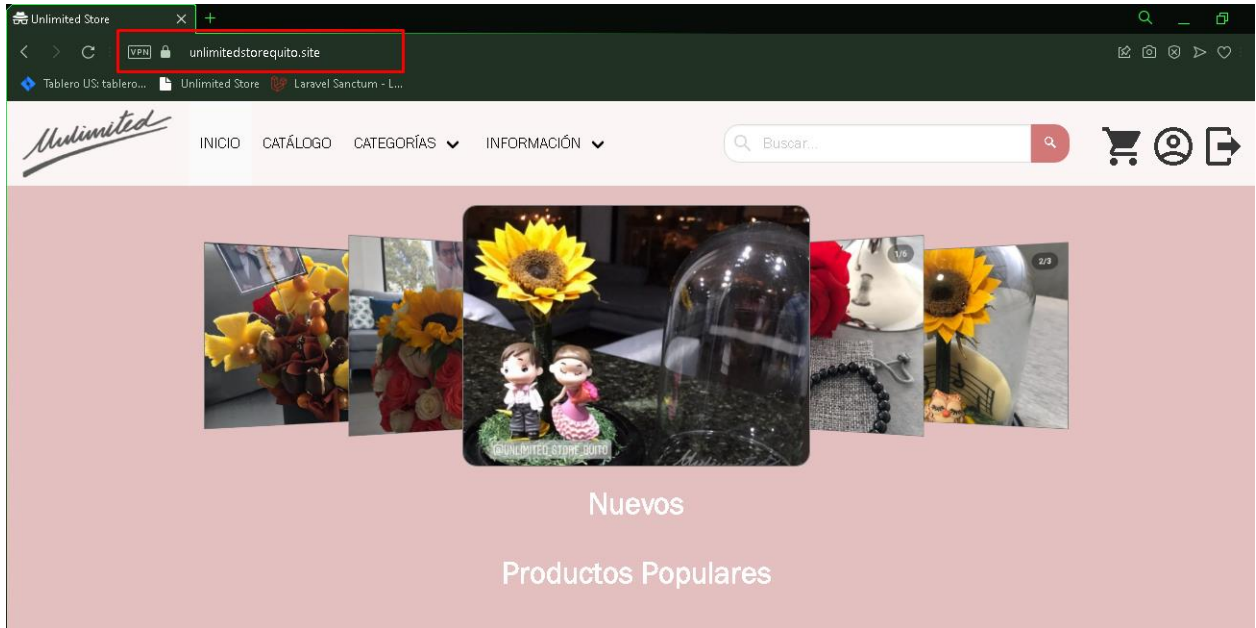 Unlimited Store
VPN unlimitedstorequito.site
Tablero US: tablero... Unlimited Store Laravel Sanctum - L...
Unlimited INICIO CATÁLOGO CATEGORÍAS INFORMACIÓN Buscar...
1/6
2/3
@UNLIMITED_STORE_QUITO
Unlimited
Nuevos
Productos Populares